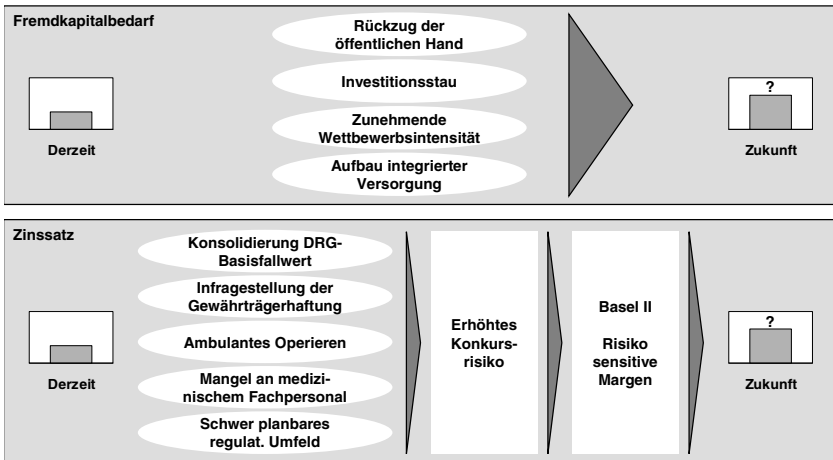 Fremdkapitalbedarf
Rückzug der
öffentlichen Hand
Investitionsstau
Zunehmende
Wettbewerbsintensität
Aufbau integrierter
Versorgung
Derzeit
?
Zukunft
Zinssatz
Konsolidierung DRG-
Basisfallwert
Infragestellung der
Gewährträgerhaftung
Ambulantes Operieren
Mangel an medizi-
nischem Fachpersonal
Schwer planbares
regulat. Umfeld
Derzeit
Erhöhtes
Konkurs-
risiko
Basel II
Risiko
sensitive
Margen
?
Zukunft